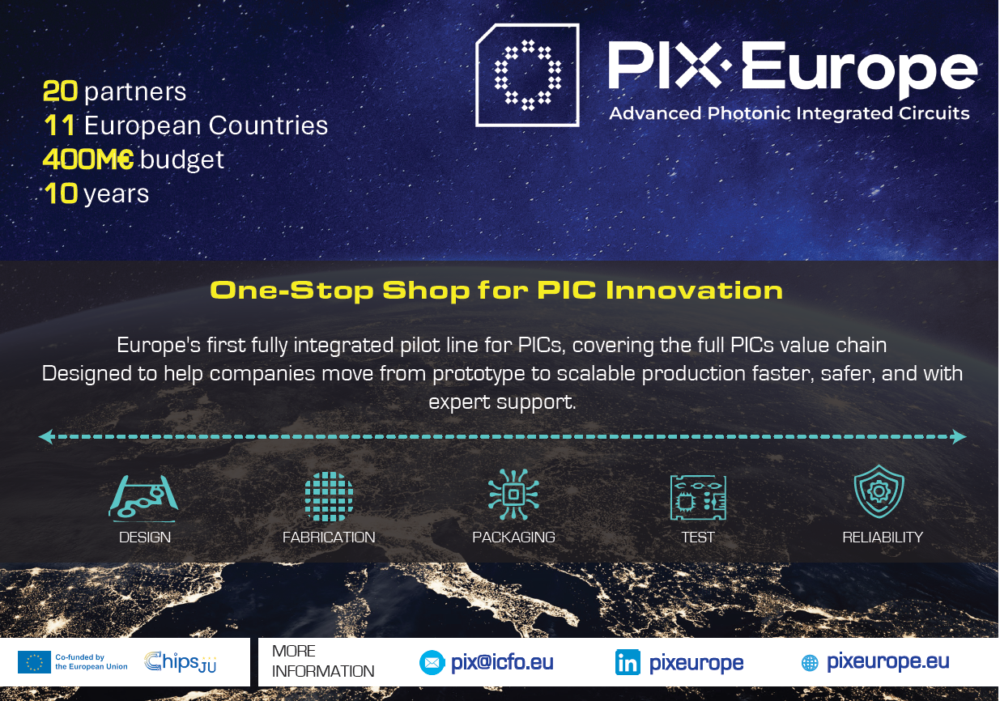 PIX·Europe
Advanced Photonic Integrated Circuits
20 partners
11 European Countries
400M€ budget
10 years
One-Stop Shop for PIC Innovation
Europe's first fully integrated pilot line for PICs, covering the full PICs value chain
Designed to help companies move from prototype to scalable production faster, safer, and with
expert support.
DESIGN
FABRICATION
PACKAGING
TEST
RELIABILITY
Co-funded by
the European Union
Chips JU
MORE
INFORMATION
pix@icfo.eu
in pixeurope
pixeurope.eu